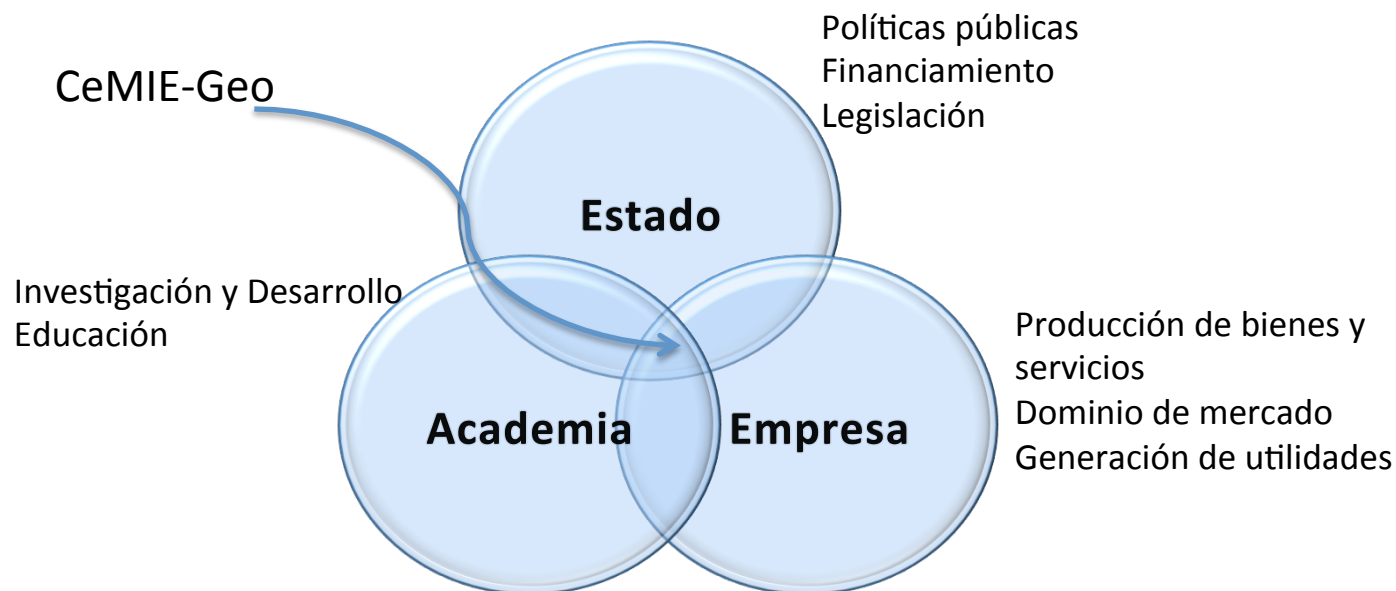 CeMIE-Geo
Políticas públicas
Financiamiento
Legislación
Estado
Investigación y Desarrollo
Educación
Academia
Empresa
Producción de bienes y
servicios
Dominio de mercado
Generación de utilidades